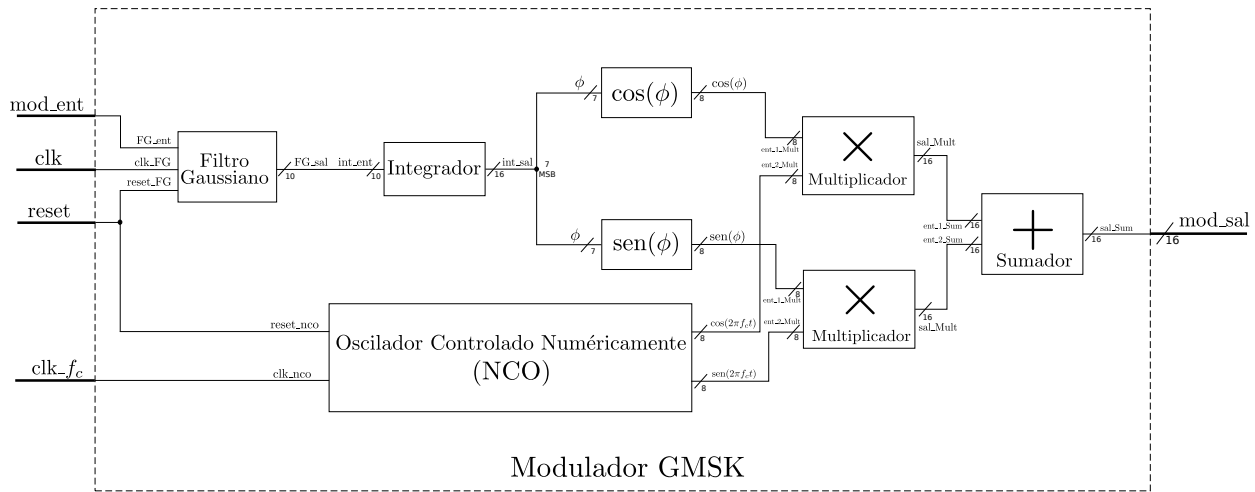 mod_ent
clk
reset
clk_f_c
FG_ent
clk_FG
reset_FG
Filtro
Gaussiano
FG_sal
10
int_ent
10
Integrador
int_sal
16
7
MSB
ϕ
7
cos(ϕ)
cos(ϕ)
8
ϕ
7
sen(ϕ)
sen(ϕ)
8
reset_nco
clk_nco
Oscilador Controlado Numéricamente
(NCO)
cos(2πf_ct)
8
sen(2πf_ct)
8
8
ent_1_Mult
ent_2_Mult
8
×
Multiplicador
sal_Mult
16
8
ent_1_Mult
ent_2_Mult
8
×
Multiplicador
16
sal_Mult
ent_1_Sum
16
ent_2_Sum
16
+
Sumador
sal_Sum
16
mod_sal
16
Modulador GMSK